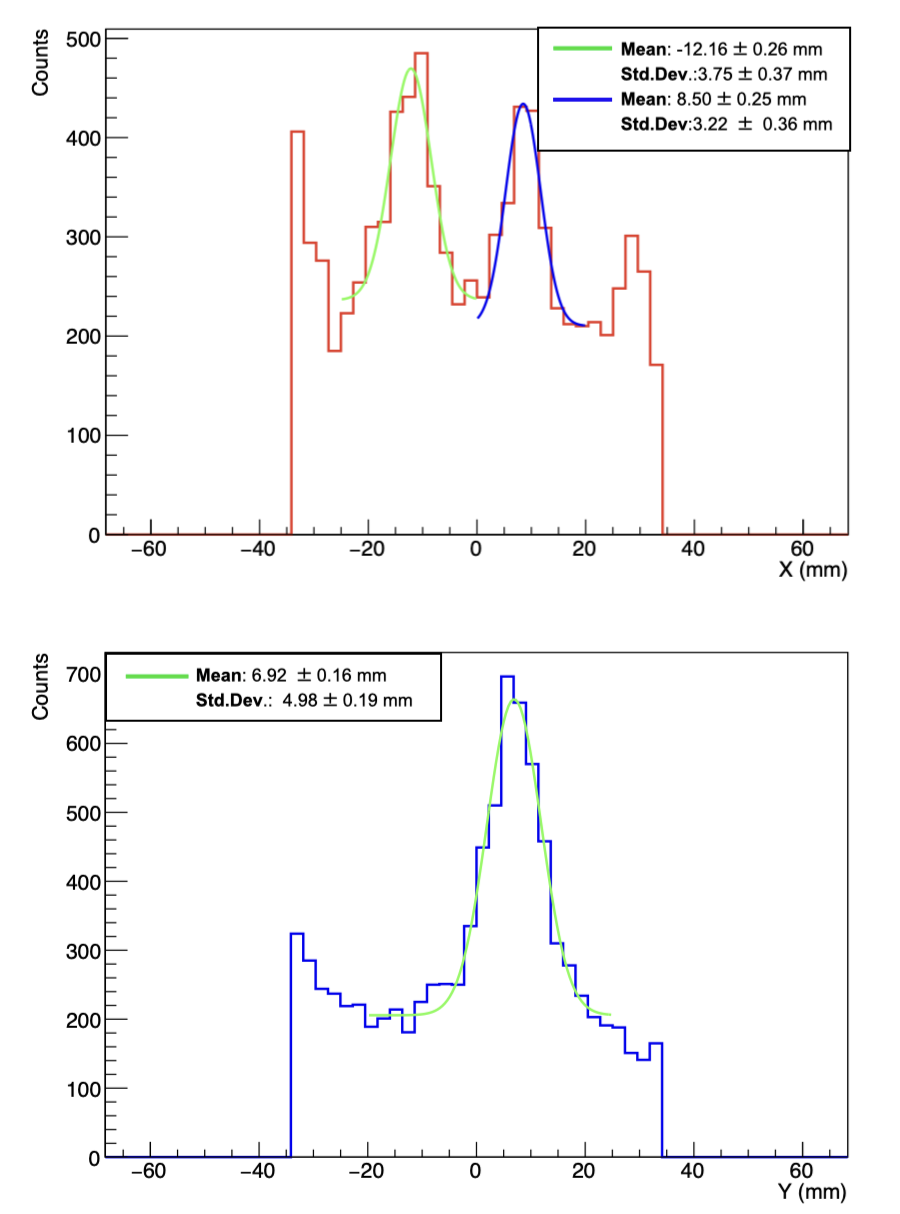 Counts
500
400
300
200
100
0
Mean: -12.16 ± 0.26 mm
Std.Dev.:3.75 ± 0.37 mm
Mean: 8.50 ± 0.25 mm
Std.Dev:3.22 ± 0.36 mm
−60 −40 −20 0 20 40 60
X (mm)
Counts
700
600
500
400
300
200
100
0
Mean: 6.92 ± 0.16 mm
Std.Dev.: 4.98 ± 0.19 mm
−60 −40 −20 0 20 40 60
Y (mm)